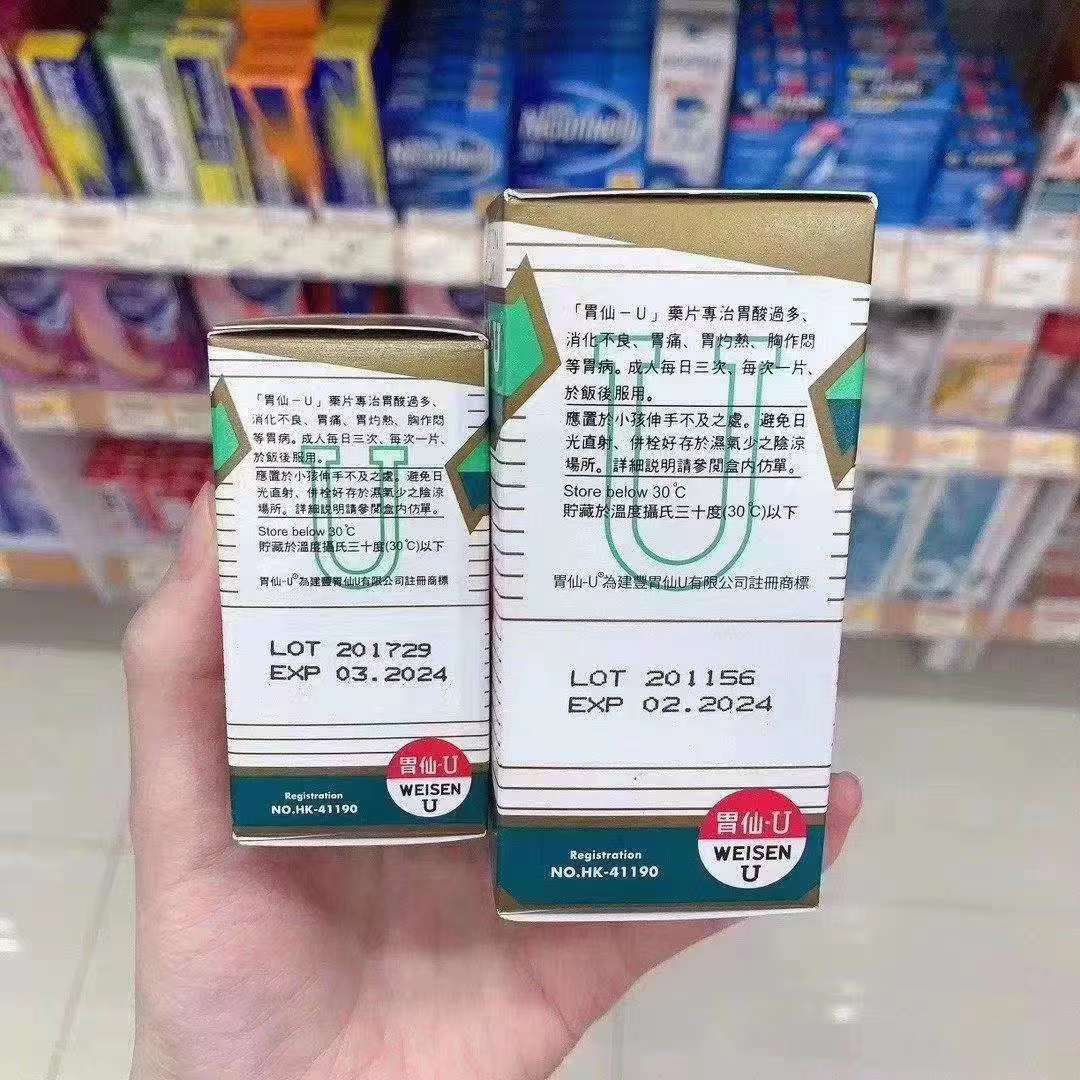 「胃仙－U」藥片專治胃酸過多、
消化不良、胃痛、胃灼熱、胸作悶
等胃病。成人每日三次、每次一片、
於飯後服用。
應置於小孩伸手不及之處。避免日
光直射、併栓好存於濕氣少之陰涼
場所。詳細説明請參閲盒內仿單。
Store below 30℃
貯藏於溫度攝氏三十度(30℃)以下
胃仙-U®為建豐胃仙U有限公司註冊商標
LOT 201729
EXP 03.2024
胃仙-U
WEISEN
U
Registration
NO.HK-41190
「胃仙－U」藥片專治胃酸過多、
消化不良、胃痛、胃灼熱、胸作悶
等胃病。成人每日三次、每次一片、
於飯後服用。
應置於小孩伸手不及之處。避免日
光直射、併栓好存於濕氣少之陰涼
場所。詳細説明請參閲盒內仿單。
Store below 30℃
貯藏於溫度攝氏三十度(30℃)以下
胃仙-U®為建豐胃仙U有限公司註冊商標
LOT 201156
EXP 02.2024
胃仙-U
WEISEN
U
Registration
NO.HK-41190